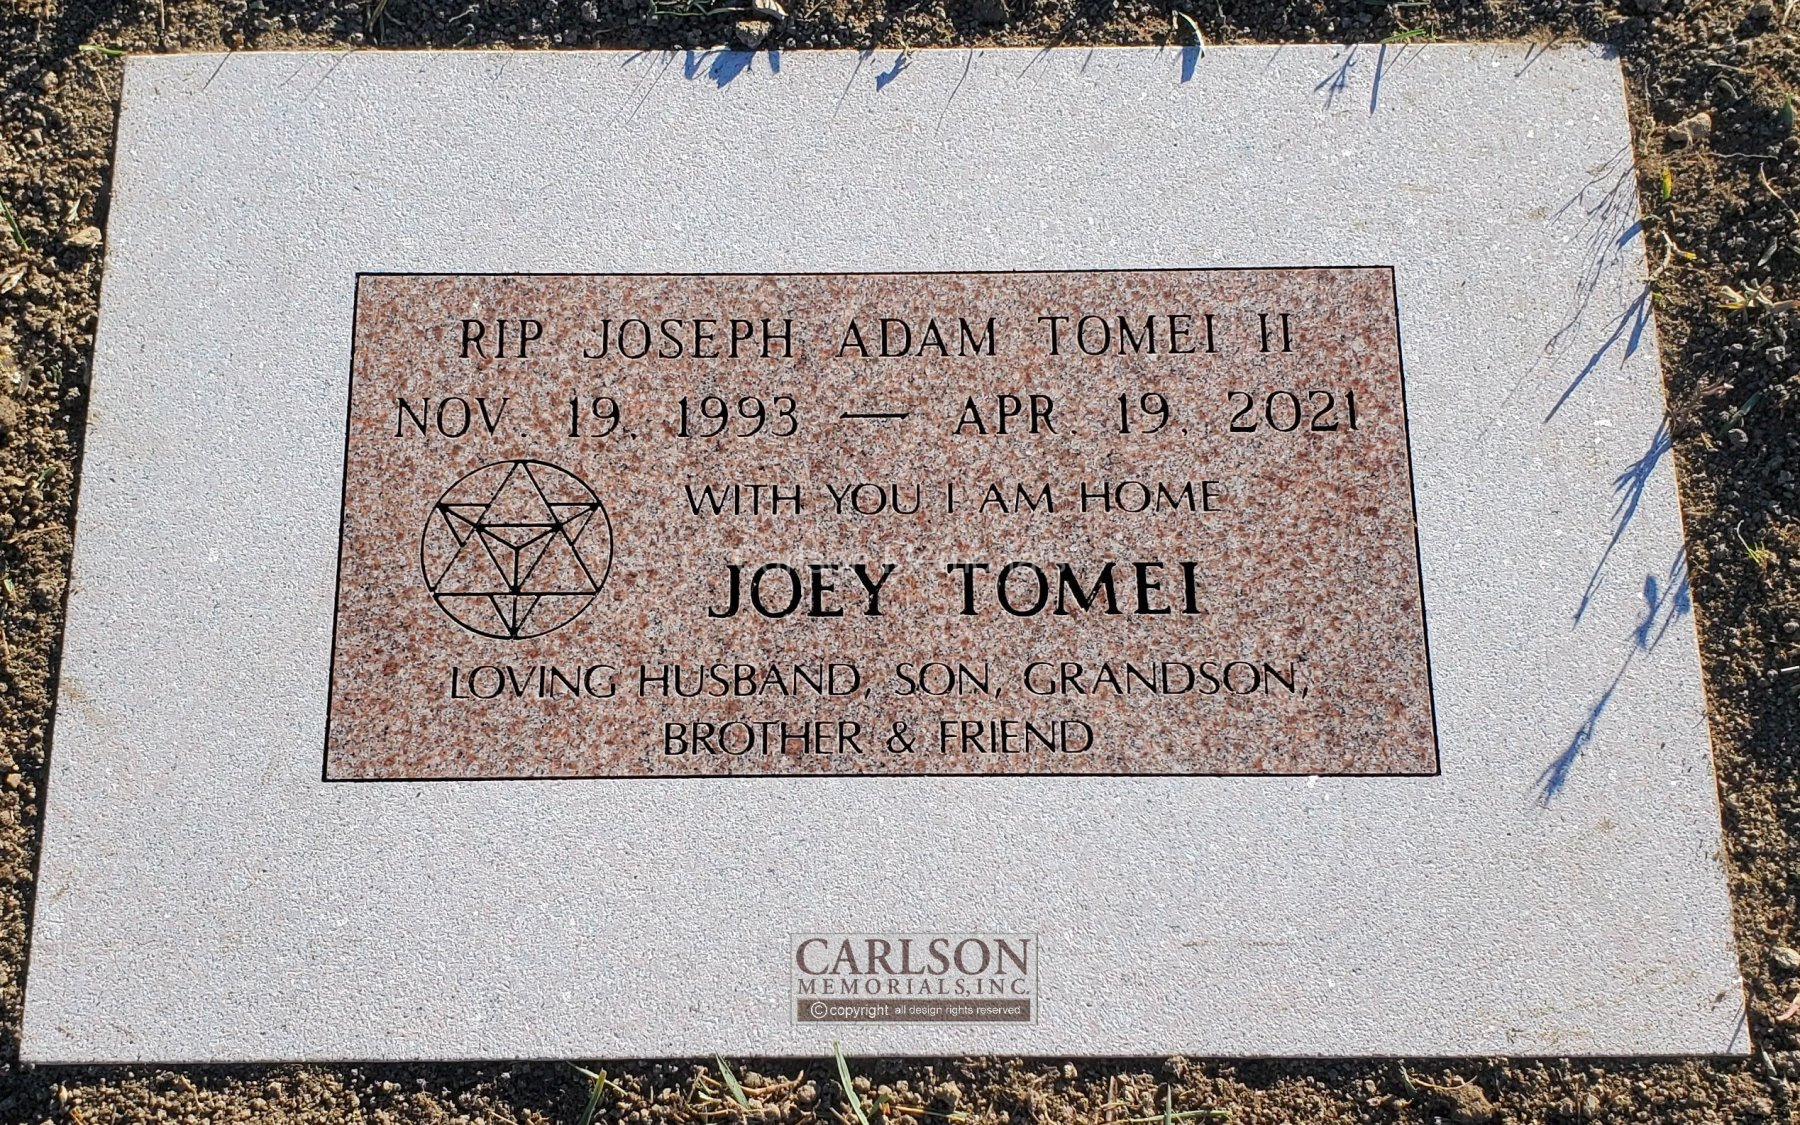 RIP JOSEPH ADAM TOMEI II
NOV. 19, 1993 — APR. 19, 2021
WITH YOU I AM HOME
JOEY TOMEI
LOVING HUSBAND, SON, GRANDSON,
BROTHER & FRIEND
CARLSON
MEMORIALS, INC.
© copyright all design rights reserved